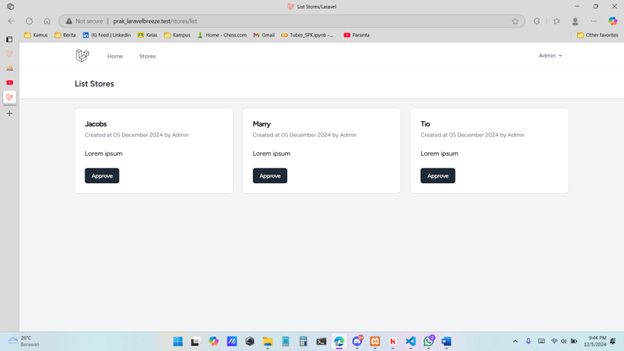 List Stores/Laravel
Not secure
prak_laravelbreeze.test/stores/list
Kamus
Berita
(6) Feed | LinkedIn
Kelas
Kampus
Home - Chess.com
Gmail
Tubes_SPK.ipynb -...
Parsinta
Other favorites
Home
Stores
Admin
List Stores
Jacobs
Created at 05 December 2024 by Admin
Lorem ipsum
Approve
Marry
Created at 05 December 2024 by Admin
Lorem ipsum
Approve
Tio
Created at 05 December 2024 by Admin
Lorem ipsum
Approve
26°C
Berawan
9:44 PM
12/5/2024